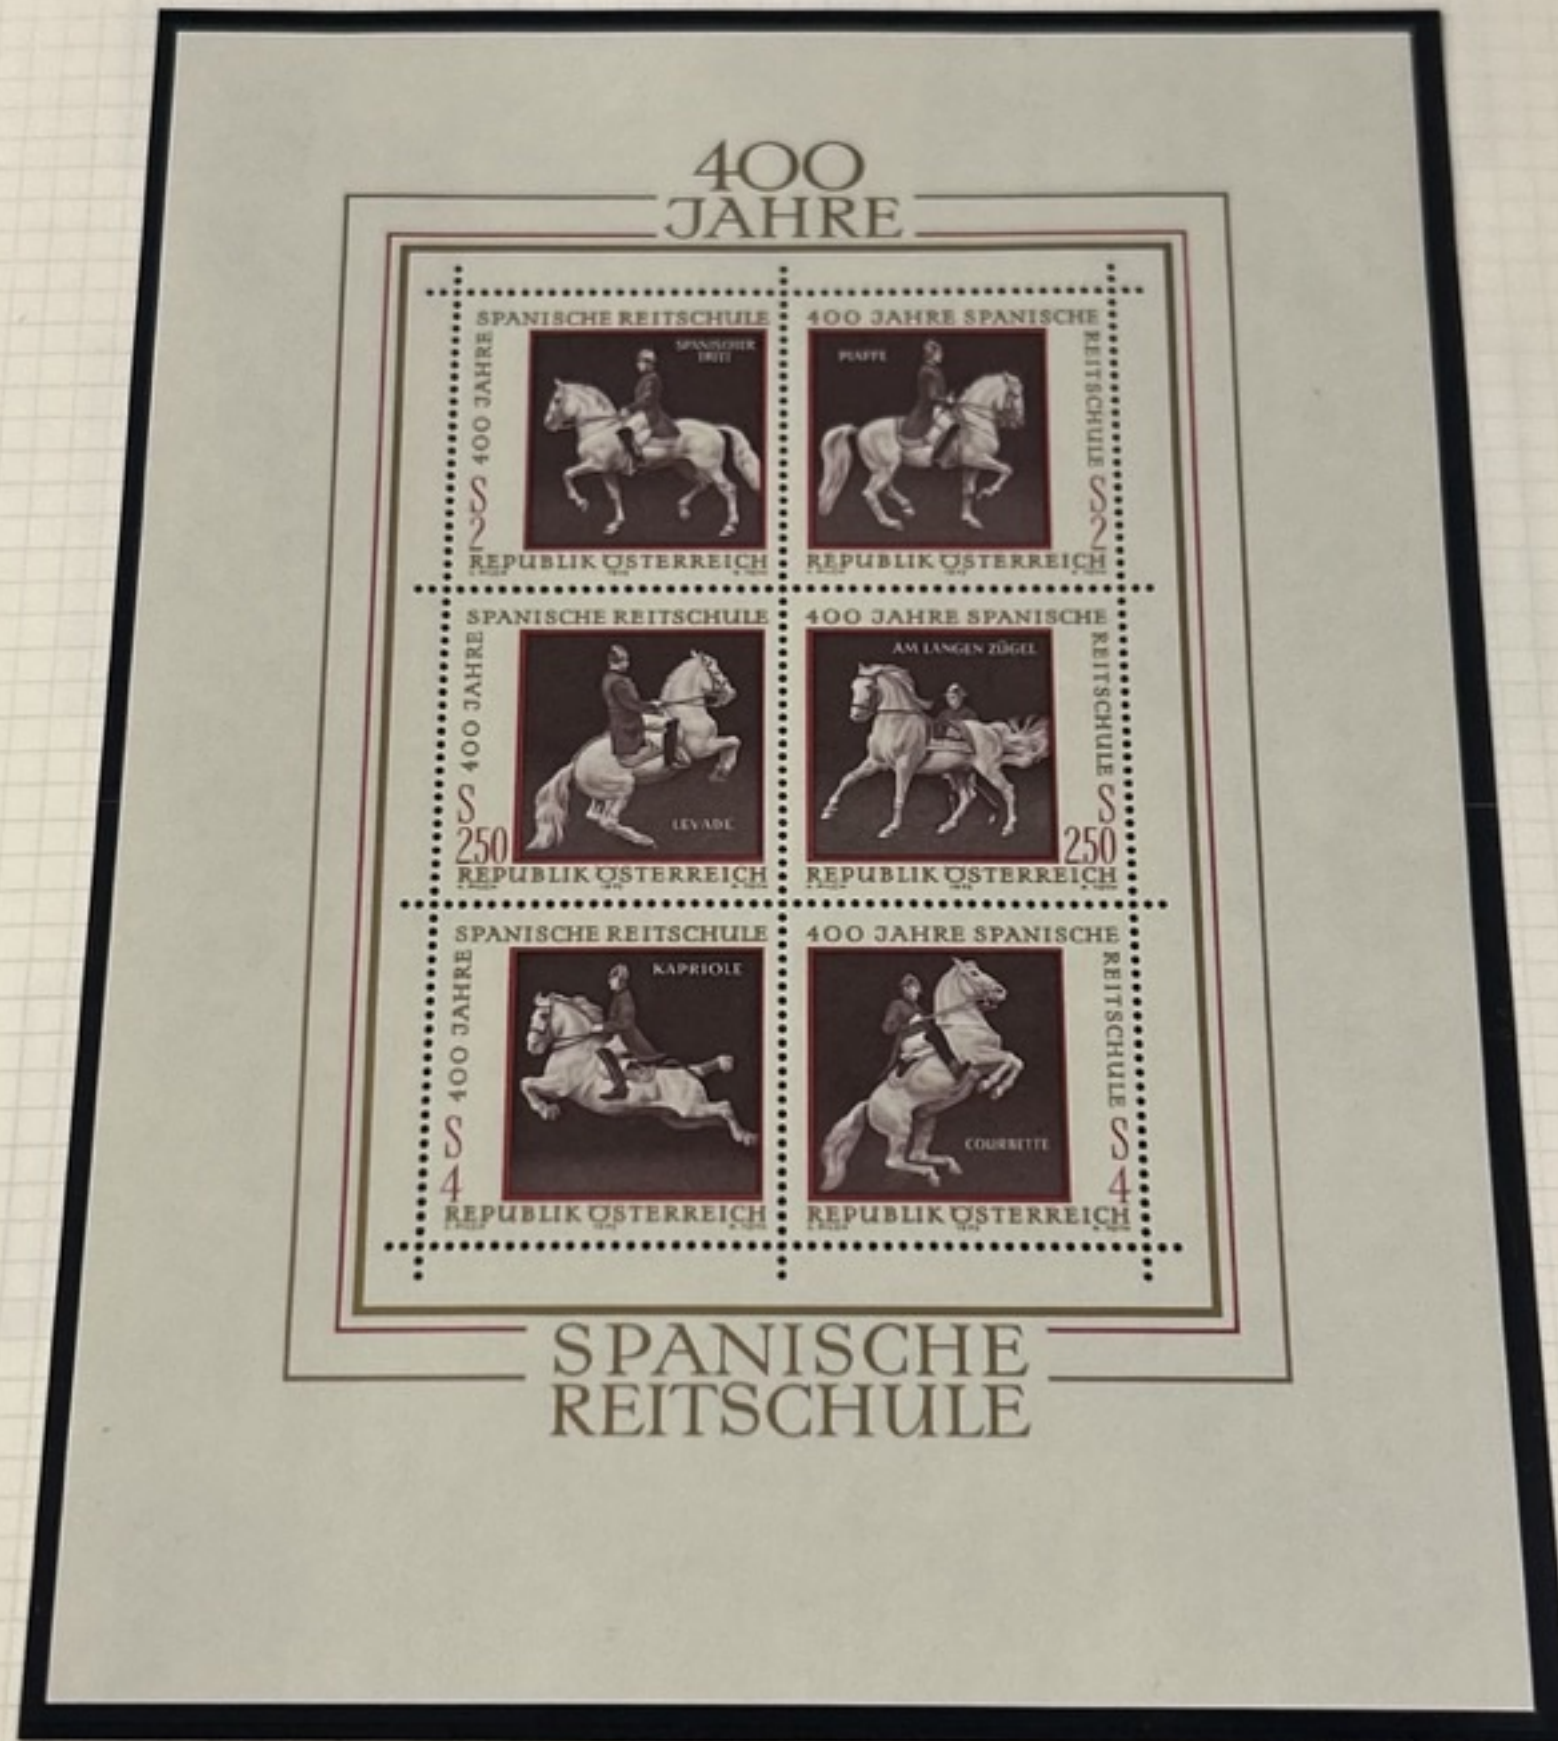 400
JAHRE
SPANISCHE REITSCHULE
400 JAHRE
SPANISCHER
TRITT
S
2
REPUBLIK ÖSTERREICH
400 JAHRE SPANISCHE
REITSCHULE
PIAFFE
S
2
REPUBLIK ÖSTERREICH
SPANISCHE REITSCHULE
400 JAHRE
LEVADE
S
250
REPUBLIK ÖSTERREICH
400 JAHRE SPANISCHE
REITSCHULE
AM LANGEN ZÜGEL
S
250
REPUBLIK ÖSTERREICH
SPANISCHE REITSCHULE
400 JAHRE
KAPRIOLE
S
4
REPUBLIK ÖSTERREICH
400 JAHRE SPANISCHE
REITSCHULE
COURBETTE
S
4
REPUBLIK ÖSTERREICH
SPANISCHE
REITSCHULE